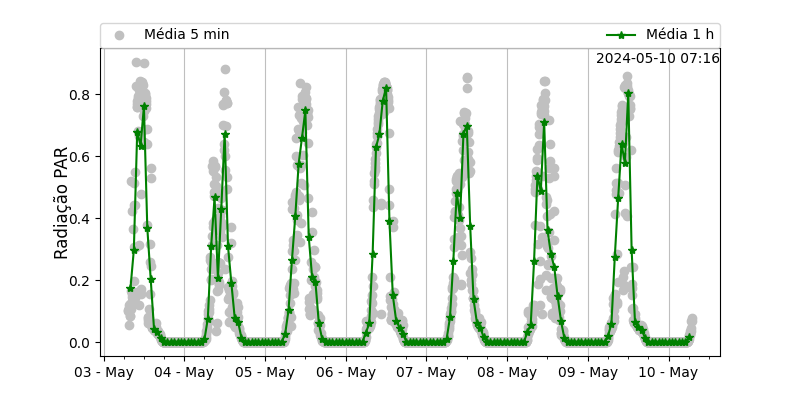 Média 5 min
Média 1 h
2024-05-10 07:16
Radiação PAR
0.8
0.6
0.4
0.2
0.0
03 - May
04 - May
05 - May
06 - May
07 - May
08 - May
09 - May
10 - May